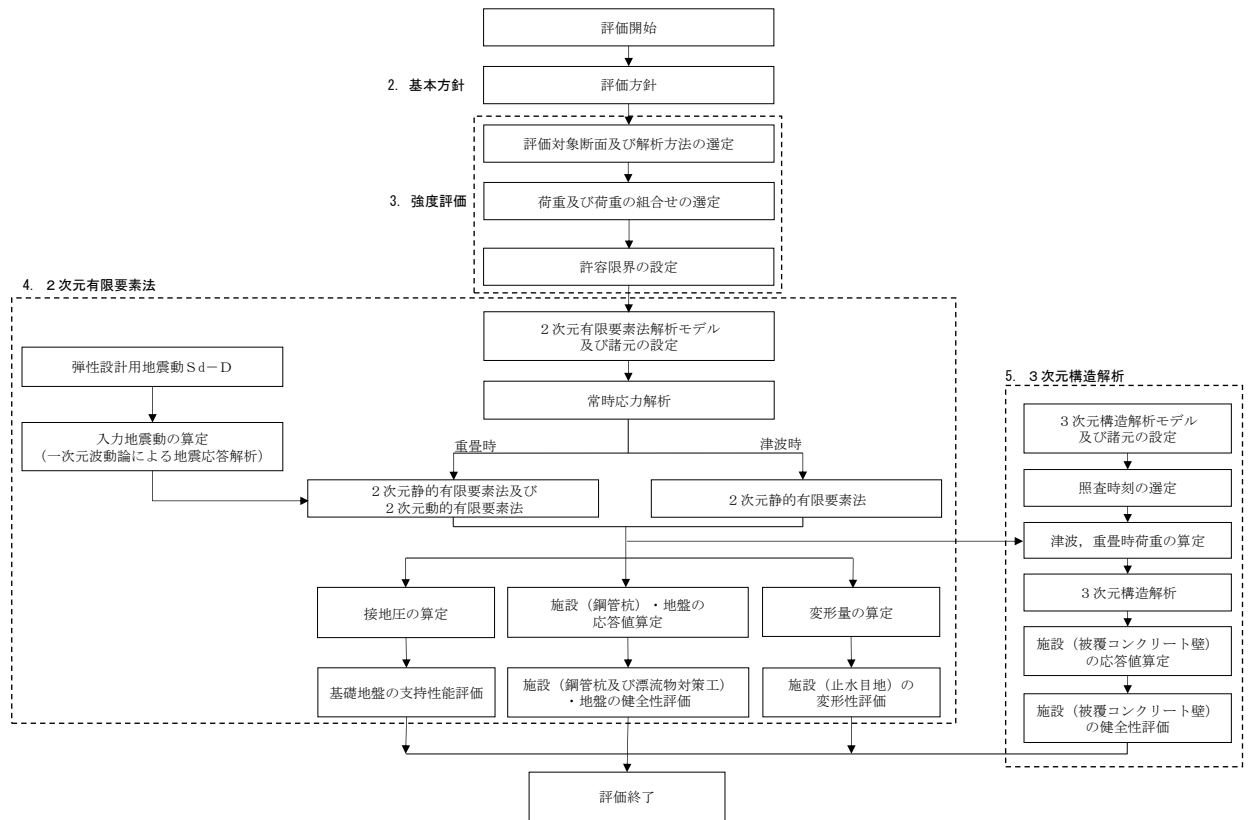 評価開始
2. 基本方針
評価方針
評価対象断面及び解析方法の選定
3. 強度評価
荷重及び荷重の組合せの選定
許容限界の設定
4. 2次元有限要素法
2次元有限要素法解析モデル
及び諸元の設定
弾性設計用地震動Sd-D
常時応力解析
入力地震動の算定
(一次元波動論による地震応答解析)
重畳時
津波時
2次元静的有限要素法及び
2次元動的有限要素法
2次元静的有限要素法
接地圧の算定
施設(鋼管杭)・地盤の
応答値算定
変形量の算定
基礎地盤の支持性能評価
施設(鋼管杭及び漂流物対策工)
・地盤の健全性評価
施設(止水目地)の
変形性評価
5. 3次元構造解析
3次元構造解析モデル
及び諸元の設定
照査時刻の選定
津波,重畳時荷重の算定
3次元構造解析
施設(被覆コンクリート壁)
の応答値算定
施設(被覆コンクリート壁)
の健全性評価
評価終了